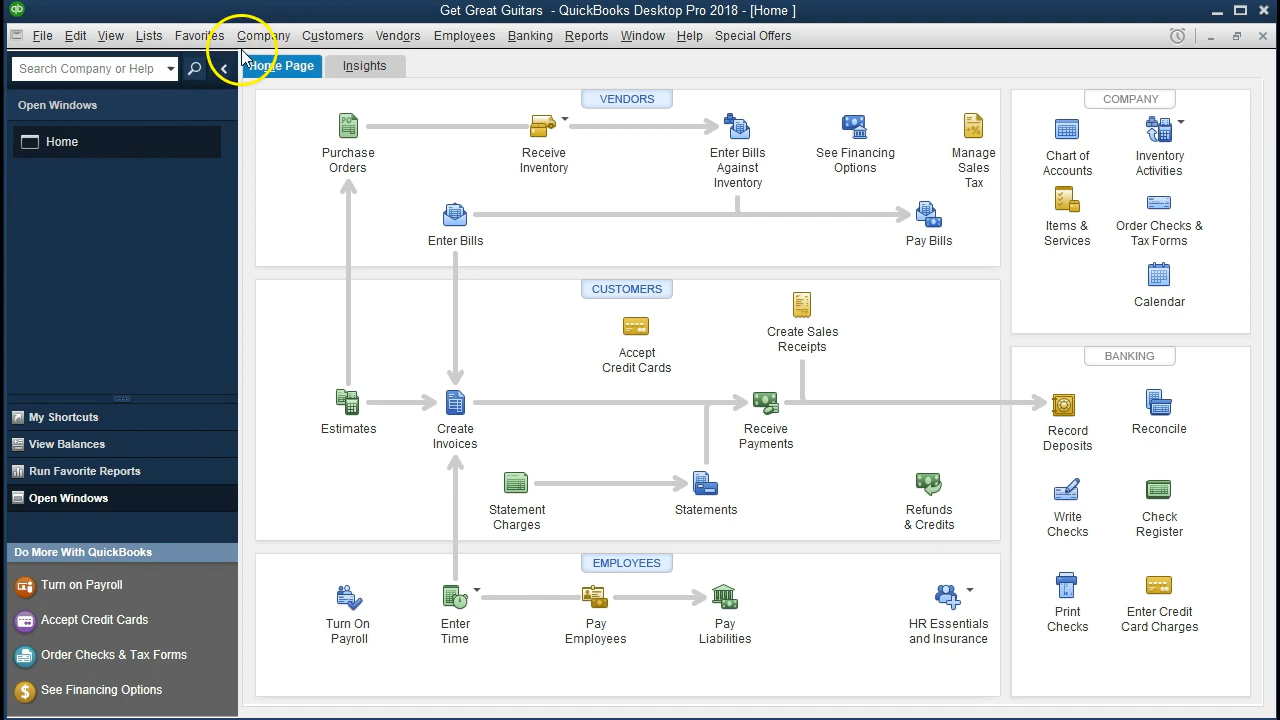 qb
Get Great Guitars - QuickBooks Desktop Pro 2018 - [Home ]
File Edit View Lists Favorites Company Customers Vendors Employees Banking Reports Window Help Special Offers
Search Company or Help
Home Page Insights
Open Windows
Home
My Shortcuts
View Balances
Run Favorite Reports
Open Windows
Do More With QuickBooks
Turn on Payroll
Accept Credit Cards
Order Checks & Tax Forms
See Financing Options
VENDORS
Purchase
Orders
Receive
Inventory
Enter Bills
Against
Inventory
See Financing
Options
Manage
Sales
Tax
Enter Bills
Pay Bills
CUSTOMERS
Accept
Credit Cards
Create Sales
Receipts
Estimates
Create
Invoices
Receive
Payments
Statement
Charges
Statements
Refunds
& Credits
EMPLOYEES
Turn On
Payroll
Enter
Time
Pay
Employees
Pay
Liabilities
HR Essentials
and Insurance
COMPANY
Chart of
Accounts
Inventory
Activities
Items &
Services
Order Checks &
Tax Forms
Calendar
BANKING
Record
Deposits
Reconcile
Write
Checks
Check
Register
Print
Checks
Enter Credit
Card Charges